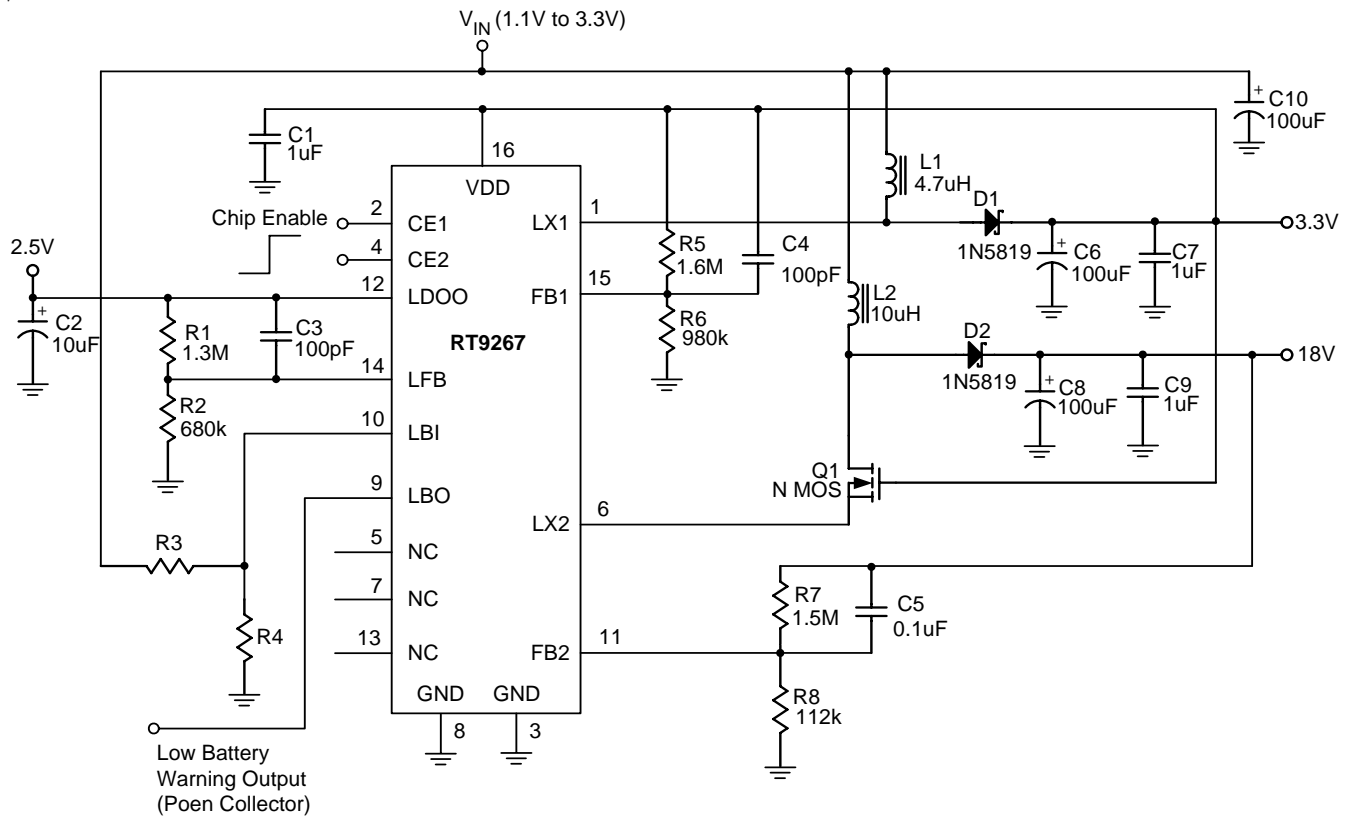 V_IN (1.1V to 3.3V)
C10
100uF
C1
1uF
16
VDD
L1
4.7uH
Chip Enable
2
CE1
LX1
1
D1
1N5819
3.3V
4
CE2
R5
1.6M
C4
100pF
C6
100uF
C7
1uF
2.5V
12
LDOO
FB1
15
L2
10uH
C2
10uF
R1
1.3M
C3
100pF
RT9267
R6
980k
D2
1N5819
18V
14
LFB
C8
100uF
C9
1uF
R2
680k
10
LBI
Q1
N MOS
9
LBO
LX2
6
R3
5
NC
7
NC
R7
1.5M
C5
0.1uF
R4
13
NC
FB2
11
GND
GND
R8
112k
8
3
Low Battery
Warning Output
(Poen Collector)